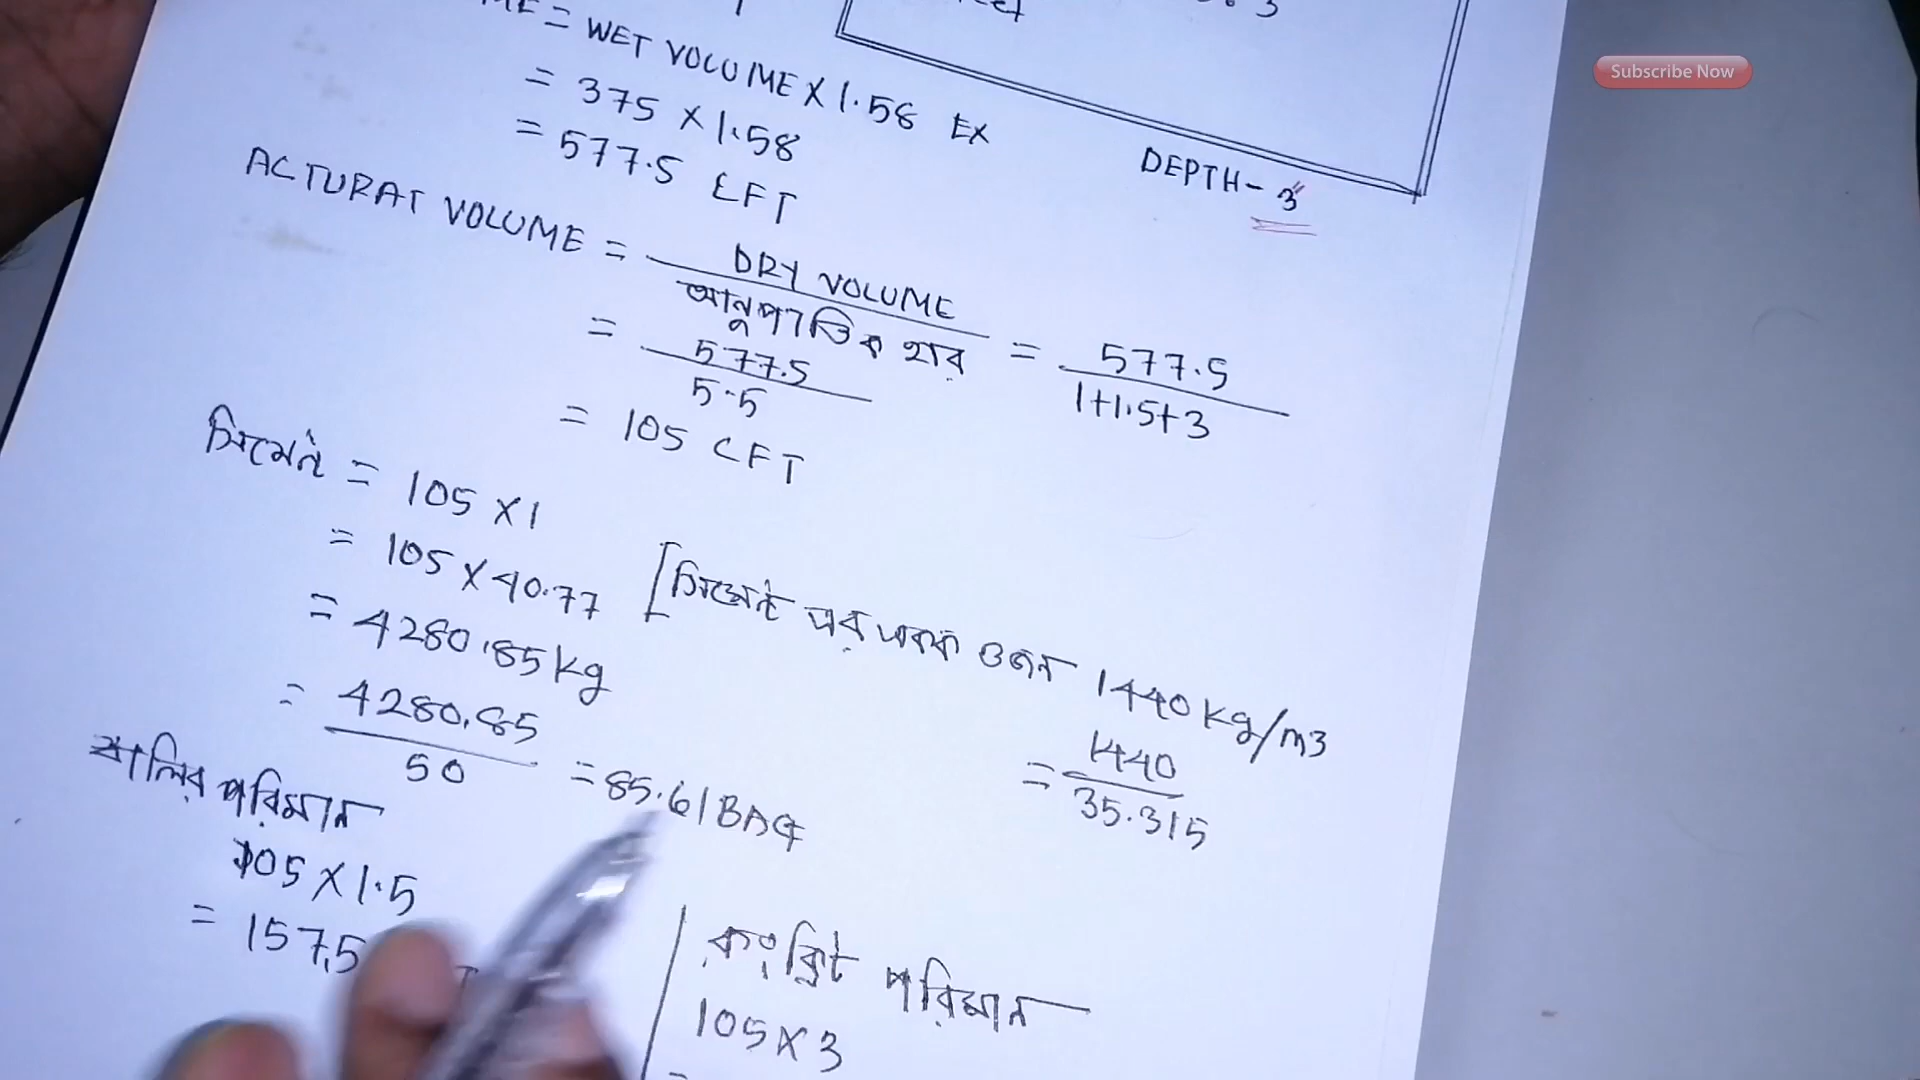 = WET VOLUME X 1.58 EX
= 375 X 1.58
= 577.5 CFT
DEPTH - 3"
ACTURAT VOLUME = DRY VOLUME / আনুপাতিক হার = 577.5 / 1+1.5+3
= 577.5 / 5.5
= 105 CFT
সিমেন্ট = 105 X 1
= 105 X 40.77 [সিমেন্ট এর একক ওজন 1440 kg/m3
= 4280.85 kg = 1440 / 35.315
= 4280.85 / 50 = 85.61 BAG
বালির পরিমান
105 X 1.5
= 157.5
কংক্রিট পরিমান
105 X 3
=
Subscribe Now